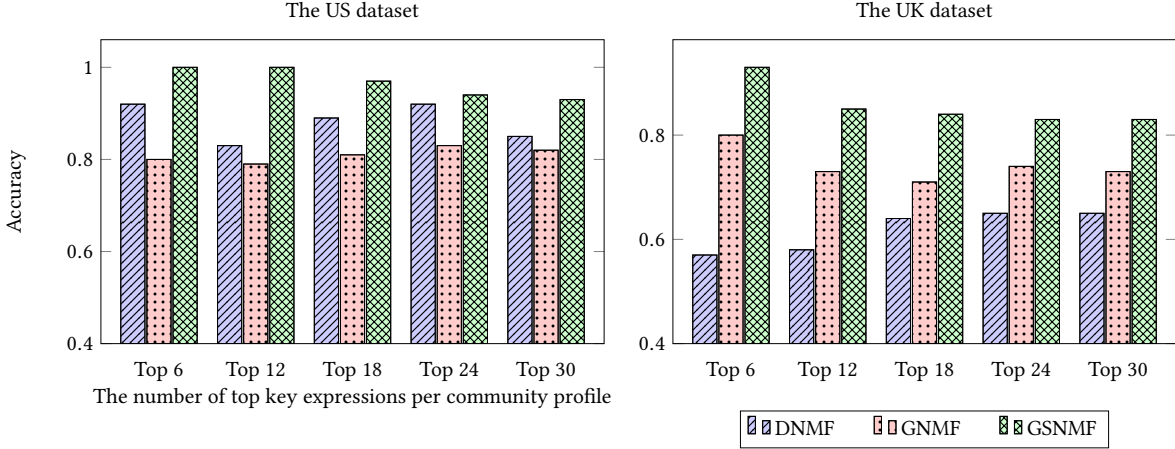 The US dataset
The UK dataset
Accuracy
1
0.8
0.6
0.4
Top 6 Top 12 Top 18 Top 24 Top 30
The number of top key expressions per community profile
0.8
0.6
0.4
Top 6 Top 12 Top 18 Top 24 Top 30
DNMF GNMF GSNMF